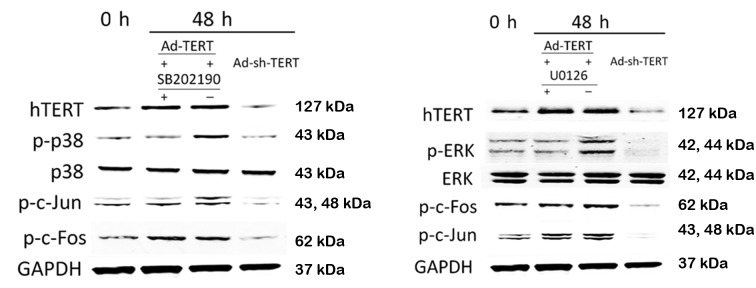 0 h 48 h
Ad-TERT
+ + Ad-sh-TERT
SB202190
+ −
hTERT 127 kDa
p-p38 43 kDa
p38 43 kDa
p-c-Jun 43, 48 kDa
p-c-Fos 62 kDa
GAPDH 37 kDa
0 h 48 h
Ad-TERT
+ + Ad-sh-TERT
U0126
+ −
hTERT 127 kDa
p-ERK 42, 44 kDa
ERK 42, 44 kDa
p-c-Fos 62 kDa
p-c-Jun 43, 48 kDa
GAPDH 37 kDa